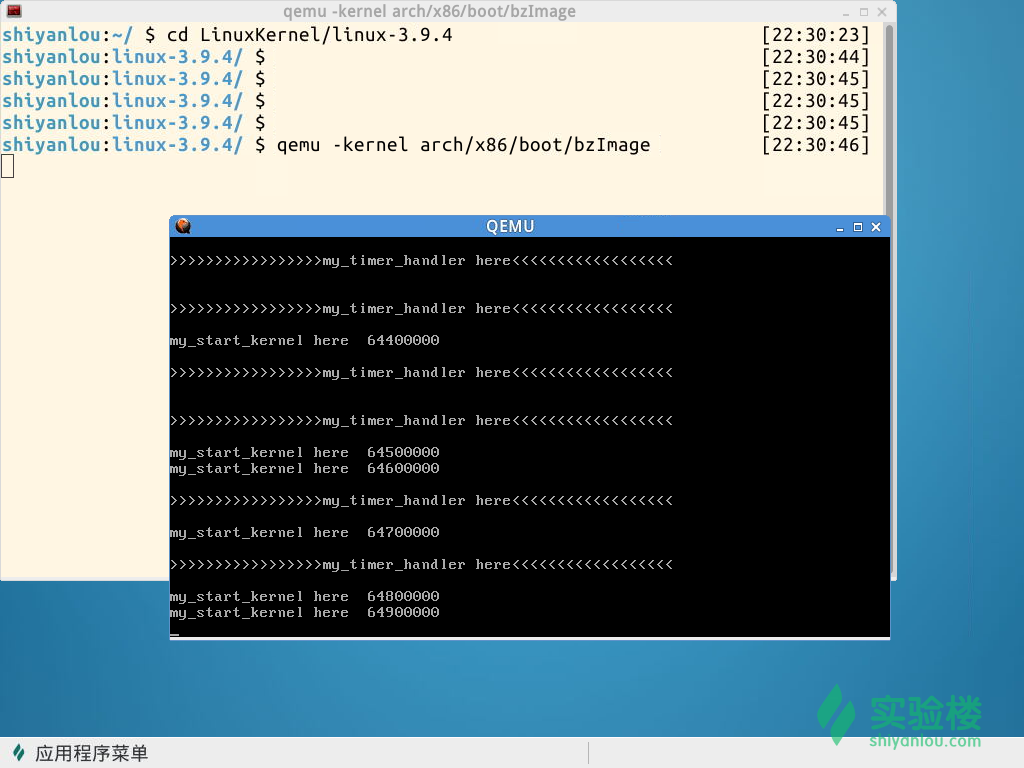 qemu -kernel arch/x86/boot/bzImage
shiyanlou:~/ $ cd LinuxKernel/linux-3.9.4 [22:30:23]
shiyanlou:linux-3.9.4/ $ [22:30:44]
shiyanlou:linux-3.9.4/ $ [22:30:45]
shiyanlou:linux-3.9.4/ $ [22:30:45]
shiyanlou:linux-3.9.4/ $ [22:30:45]
shiyanlou:linux-3.9.4/ $ qemu -kernel arch/x86/boot/bzImage [22:30:46]
QEMU
>>>>>>>>>>>>>>>>>my_timer_handler here<<<<<<<<<<<<<<<<<<
>>>>>>>>>>>>>>>>>my_timer_handler here<<<<<<<<<<<<<<<<<<
my_start_kernel here  64400000
>>>>>>>>>>>>>>>>>my_timer_handler here<<<<<<<<<<<<<<<<<<
>>>>>>>>>>>>>>>>>my_timer_handler here<<<<<<<<<<<<<<<<<<
my_start_kernel here  64500000
my_start_kernel here  64600000
>>>>>>>>>>>>>>>>>my_timer_handler here<<<<<<<<<<<<<<<<<<
my_start_kernel here  64700000
>>>>>>>>>>>>>>>>>my_timer_handler here<<<<<<<<<<<<<<<<<<
my_start_kernel here  64800000
my_start_kernel here  64900000
实验楼
shiyanlou.com
应用程序菜单